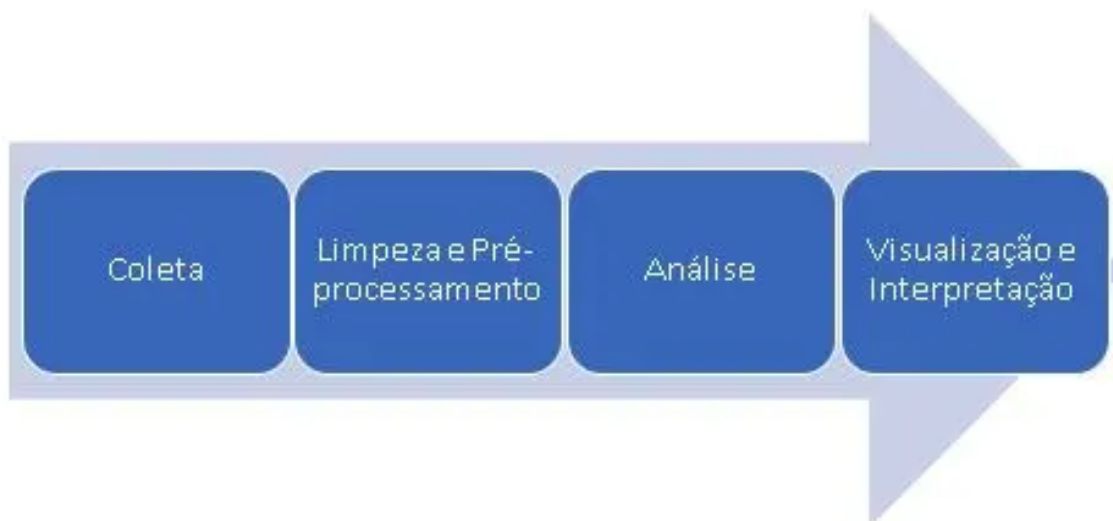 Coleta
Limpeza e Pré-
processamento
Análise
Visualização e
Interpretação